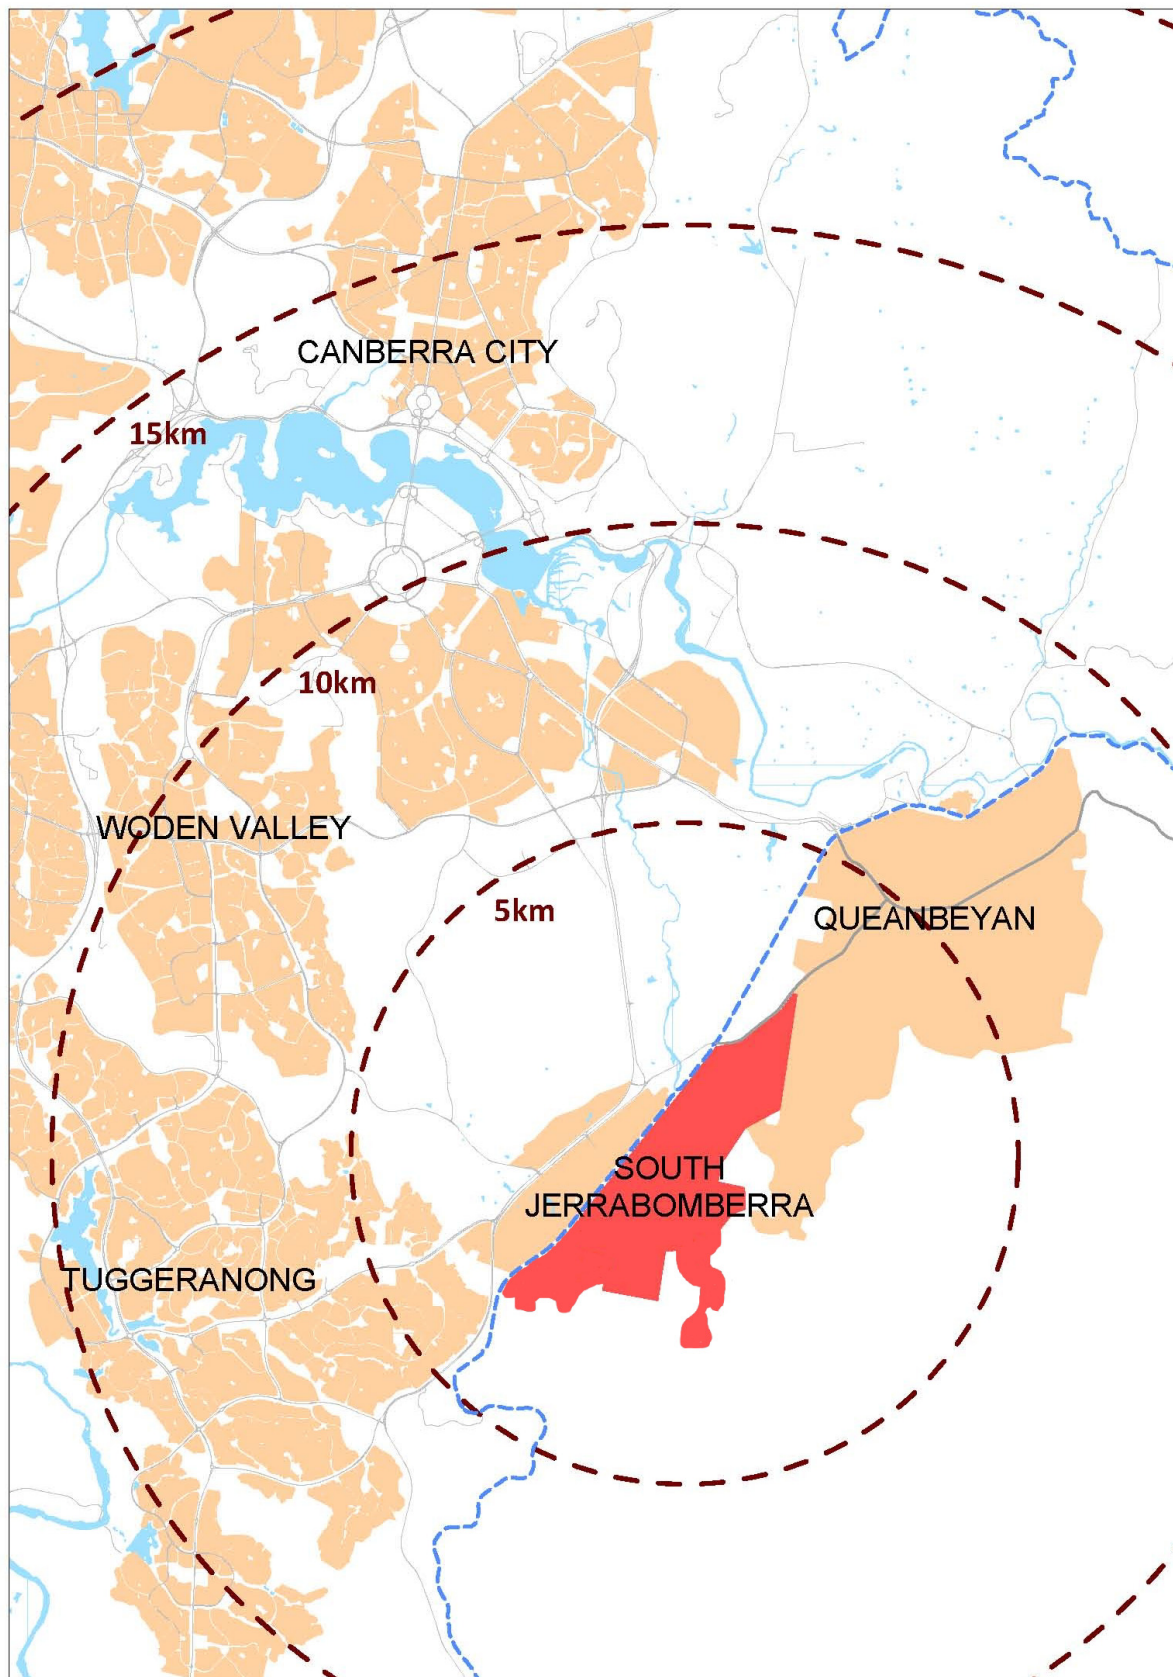 CANBERRA CITY
15km
10km
WODEN VALLEY
5km
QUEANBEYAN
SOUTH
JERRABOMBERRA
TUGGERANONG